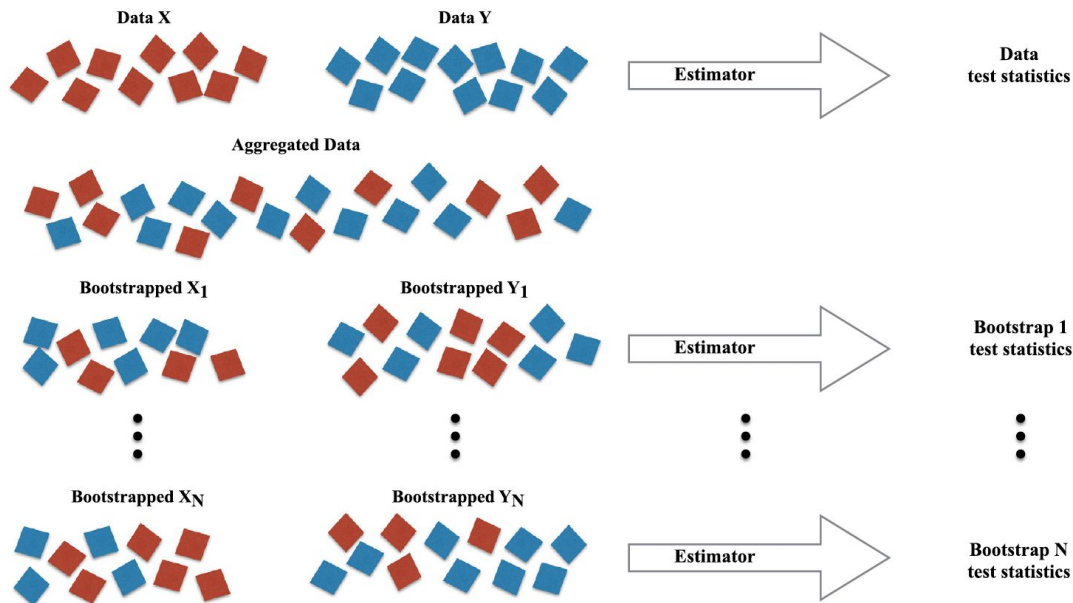 Data X
Data Y
Estimator
Data
test statistics
Aggregated Data
Bootstrapped X1
Bootstrapped Y1
Estimator
Bootstrap 1
test statistics
Bootstrapped XN
Bootstrapped YN
Estimator
Bootstrap N
test statistics